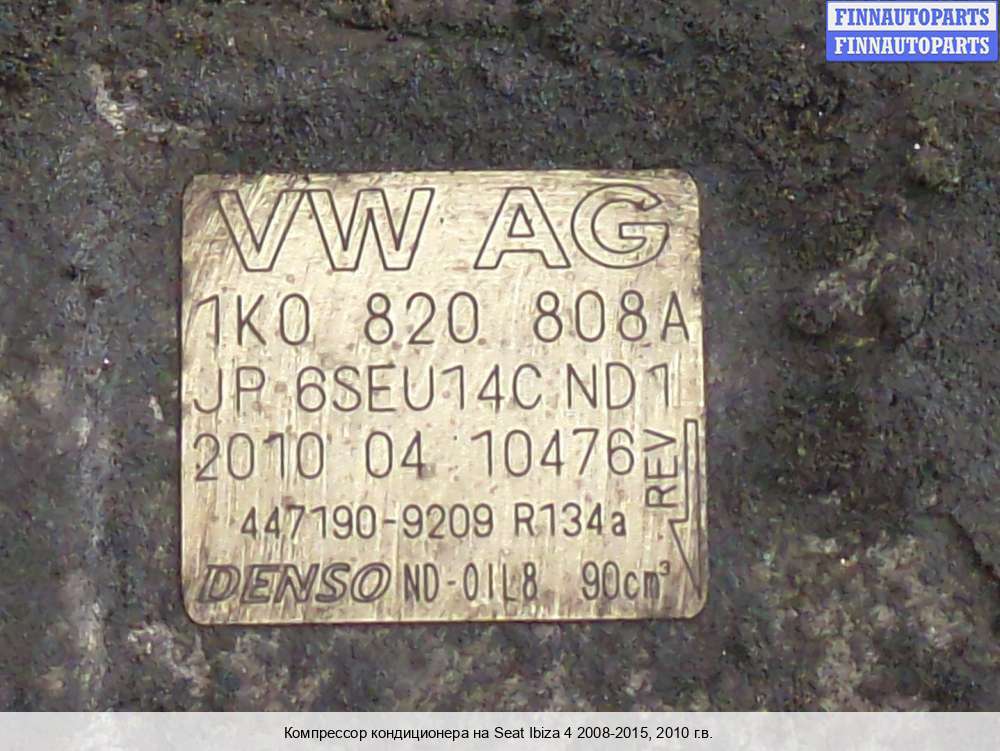 FINNAUTOPARTS
FINNAUTOPARTS
VW AG
1K0 820 808A
JP 6SEU14C ND1
2010 04 10476
REV
447190-9209 R134a
DENSO ND-OIL8 90cm³
Компрессор кондиционера на Seat Ibiza 4 2008-2015, 2010 г.в.